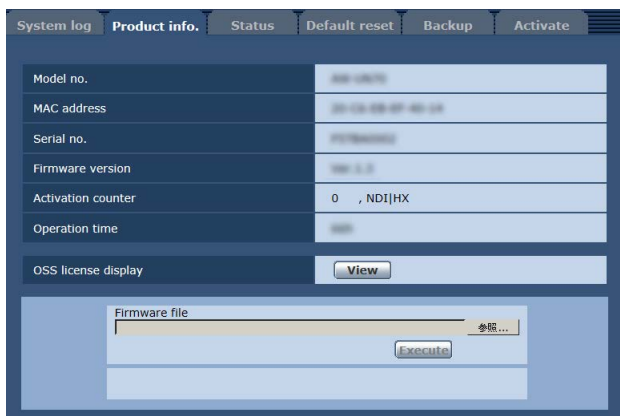 System log Product info. Status Default reset Backup Activate
Model no.
MAC address
Serial no.
Firmware version
Activation counter 0 , NDI|HX
Operation time
OSS license display View
Firmware file
参照...
Execute